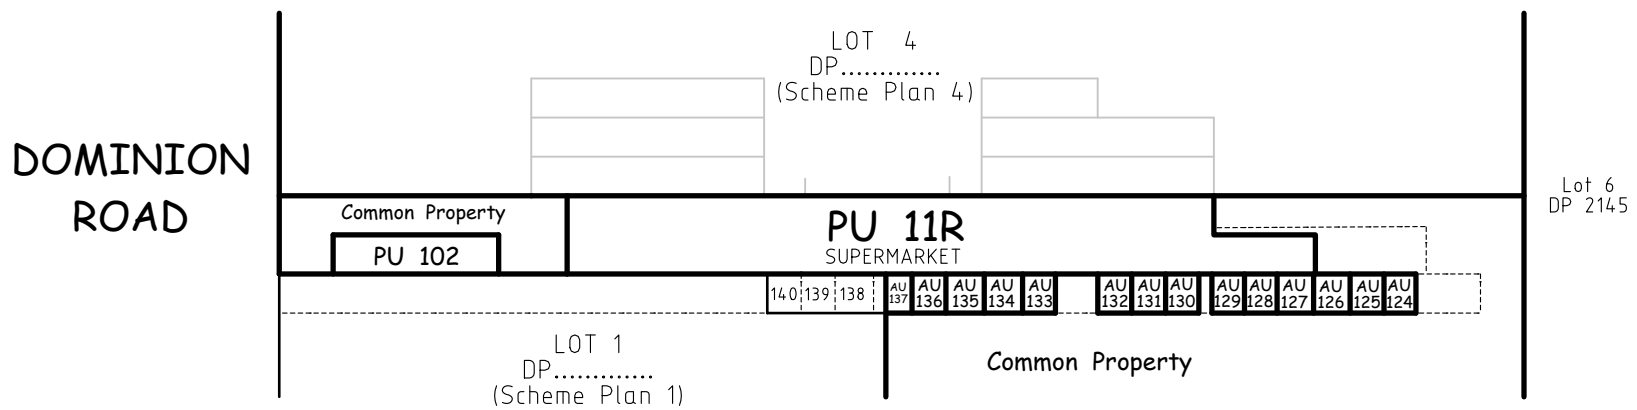 LOT 4
DP.............
(Scheme Plan 4)
DOMINION
ROAD
Lot 6
DP 2145
Common Property
PU 102
PU 11R
SUPERMARKET
140 139 138 AU 137 AU 136 AU 135 AU 134 AU 133 AU 132 AU 131 AU 130 AU 129 AU 128 AU 127 AU 126 AU 125 AU 124
LOT 1
DP.............
(Scheme Plan 1)
Common Property